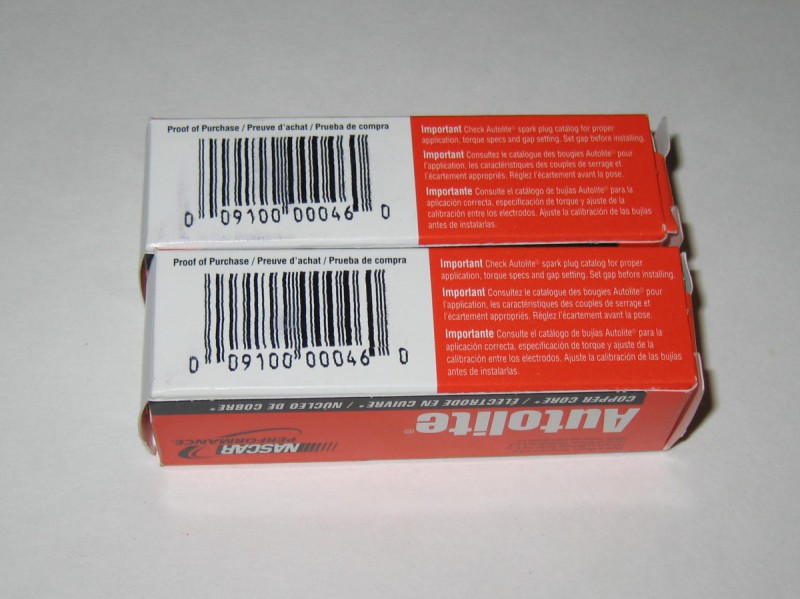 Proof of Purchase / Preuve d'achat / Prueba de compra
0 09100 00046 0
Important Check Autolite® spark plug catalog for proper
application, torque specs and gap setting. Set gap before installing.
Important Consultez le catalogue des bougies Autolite® pour
l'application, les caractéristiques des couples de serrage et
l'écartement appropriés. Réglez l'écartement avant la pose.
Importante Consulte el catálogo de bujías Autolite® para la
aplicación correcta, especificación de torque y ajuste de la
calibración entre los electrodos. Ajuste la calibración de las bujías
antes de instalarlas.
Proof of Purchase / Preuve d'achat / Prueba de compra
0 09100 00046 0
Important Check Autolite® spark plug catalog for proper
application, torque specs and gap setting. Set gap before installing.
Important Consultez le catalogue des bougies Autolite® pour
l'application, les caractéristiques des couples de serrage et
l'écartement appropriés. Réglez l'écartement avant la pose.
Importante Consulte el catálogo de bujías Autolite® para la
aplicación correcta, especificación de torque y ajuste de la
calibración entre los electrodos. Ajuste la calibración de las bujías
antes de instalarlas.
COPPER CORE® / ÉLECTRODE EN CUIVRE® / NÚCLEO DE COBRE®
Autolite®
NASCAR
PERFORMANCE